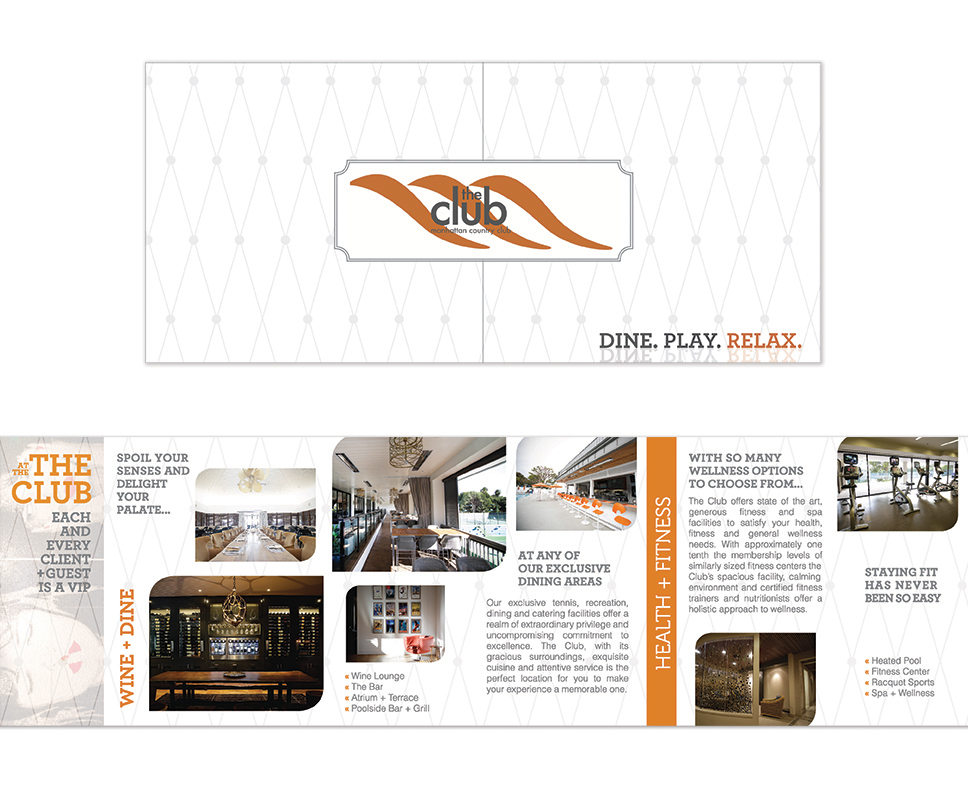 the
club
manhattan country club
DINE. PLAY. RELAX.
AT THE THE
CLUB
EACH
AND
EVERY
CLIENT
+GUEST
IS A VIP
WINE + DINE
SPOIL YOUR
SENSES AND
DELIGHT
YOUR
PALATE...
« Wine Lounge
« The Bar
« Atrium + Terrace
« Poolside Bar + Grill
AT ANY OF
OUR EXCLUSIVE
DINING AREAS
Our exclusive tennis, recreation,
dining and catering facilities offer a
realm of extraordinary privilege and
uncompromising commitment to
excellence. The Club, with its
gracious surroundings, exquisite
cuisine and attentive service is the
perfect location for you to make
your experience a memorable one.
HEALTH + FITNESS
WITH SO MANY
WELLNESS OPTIONS
TO CHOOSE FROM...
The Club offers state of the art,
generous fitness and spa
facilities to satisfy your health,
fitness and general wellness
needs. With approximately one
tenth the membership levels of
similarly sized fitness centers the
Club's spacious facility, calming
environment and certified fitness
trainers and nutritionists offer a
holistic approach to wellness.
STAYING FIT
HAS NEVER
BEEN SO EASY
« Heated Pool
« Fitness Center
« Racquet Sports
« Spa + Wellness